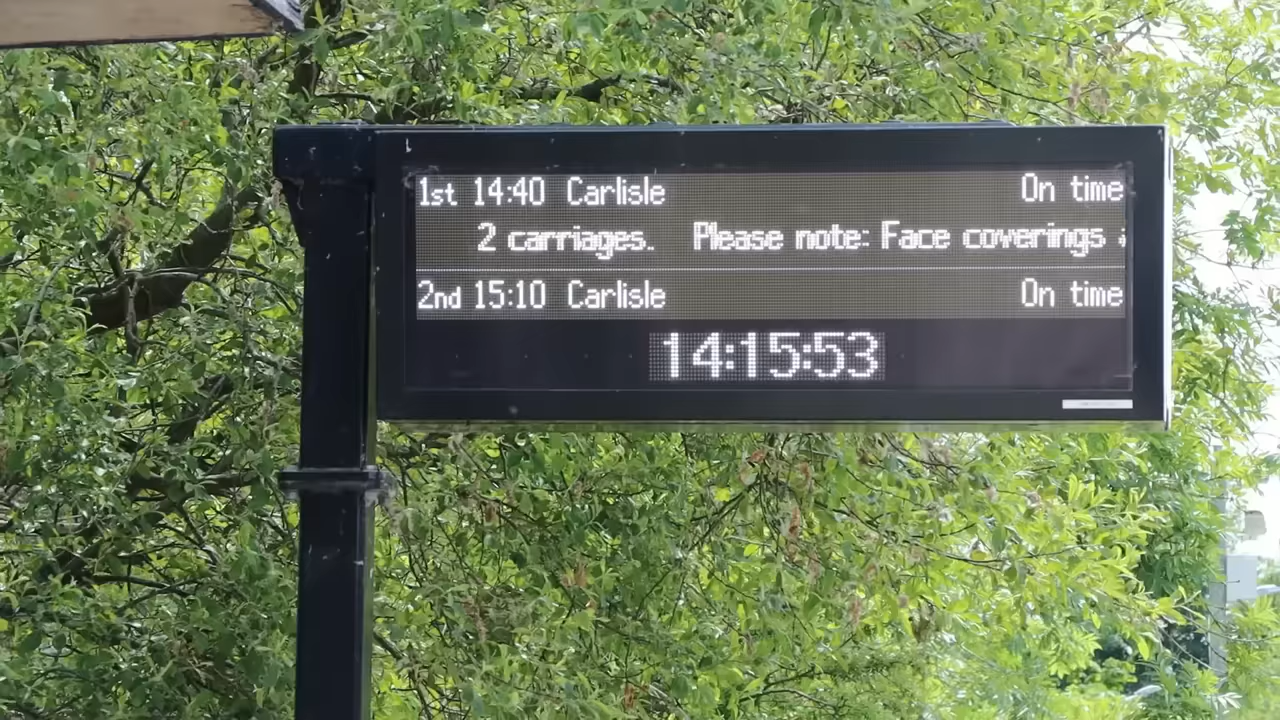 1st 14:40 Carlisle On time
2 carriages. Please note: Face coverings
2nd 15:10 Carlisle On time
14:15:53